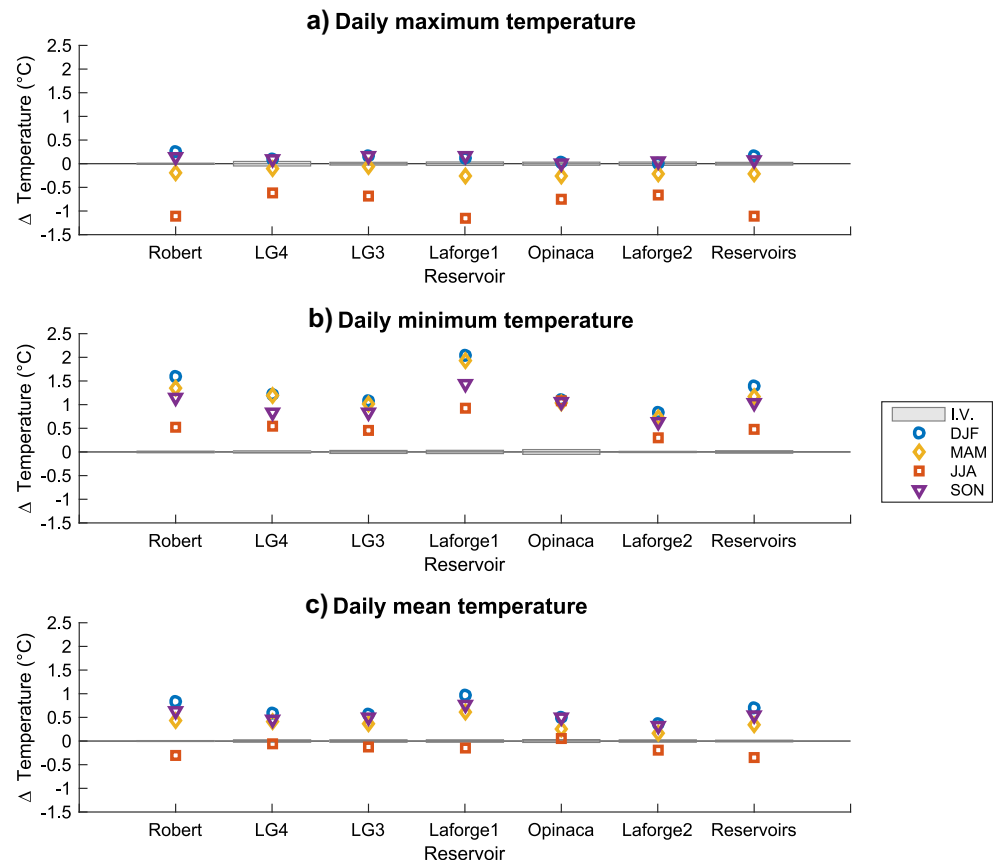 a) Daily maximum temperature
Δ Temperature (°C)
2.5
2
1.5
1
0.5
0
-0.5
-1
-1.5
Robert LG4 LG3 Laforge1 Opinaca Laforge2 Reservoirs
Reservoir
b) Daily minimum temperature
Δ Temperature (°C)
2.5
2
1.5
1
0.5
0
-0.5
-1
-1.5
Robert LG4 LG3 Laforge1 Opinaca Laforge2 Reservoirs
Reservoir
I.V.
DJF
MAM
JJA
SON
c) Daily mean temperature
Δ Temperature (°C)
2.5
2
1.5
1
0.5
0
-0.5
-1
-1.5
Robert LG4 LG3 Laforge1 Opinaca Laforge2 Reservoirs
Reservoir